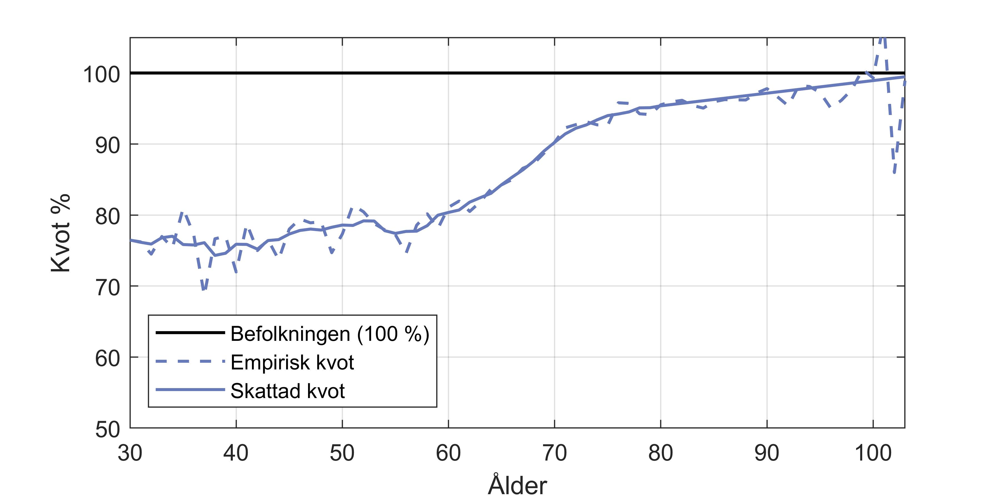 100
90
80
70
60
50
Kvot %
Befolkningen (100 %)
Empirisk kvot
Skattad kvot
30 40 50 60 70 80 90 100
Ålder